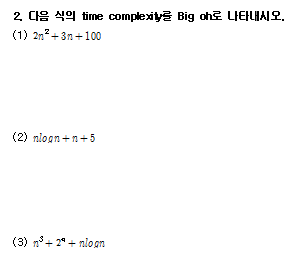 2. 다음 식의 time complexity를 Big oh로 나타내시오.
(1) 2n² + 3n + 100
(2) nlogn + n + 5
(3) n³ + 2ⁿ + nlogn